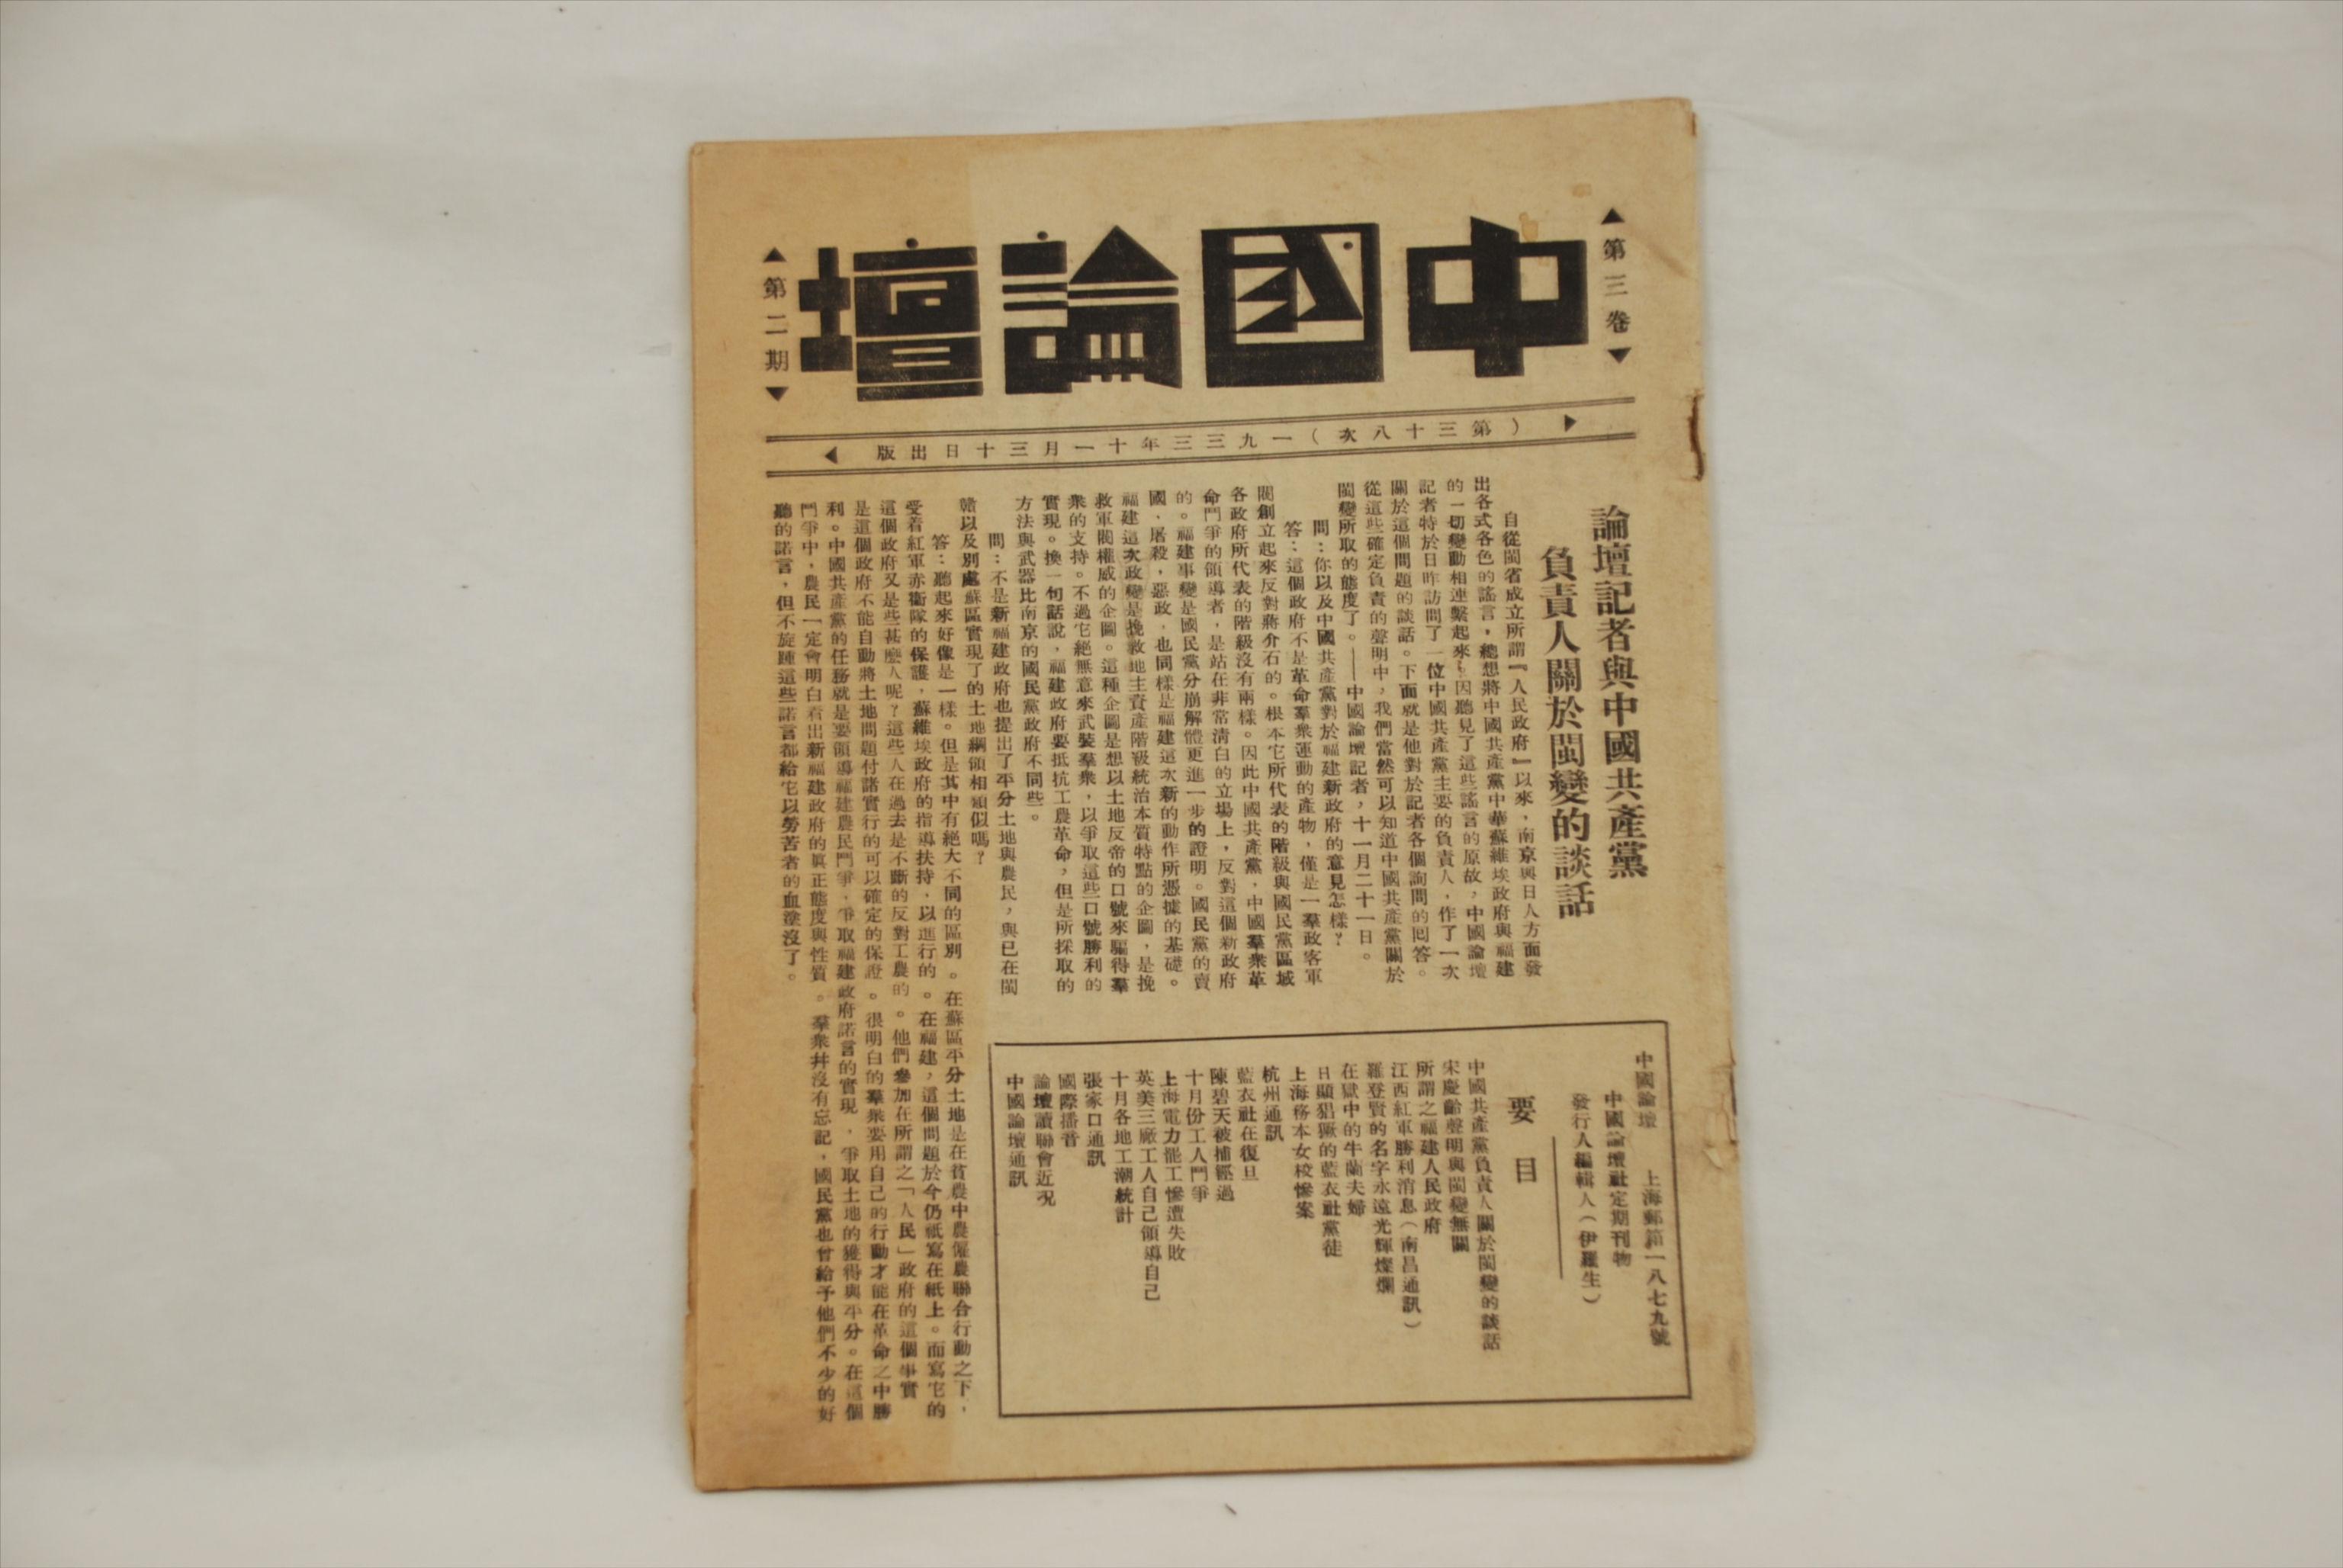 中國論壇
第三卷
第二期
（第三十八次）一九三三年十一月三十日出版
論壇記者與中國共產黨
負責人關於閩變的談話
自從閩省成立所謂『人民政府』以來，南京與日人方面發
出各式各色的謠言，總想將中國共產黨中華蘇維埃政府與福建
的一切變動相連繫起來。因聽見了這些謠言的原故，中國論壇
記者特於日昨訪問了一位中國共產黨主要的負責人，作了一次
關於這個問題的談話。下面就是他對於記者各個詢問的囘答。
從這些確定負責的聲明中，我們當然可以知道中國共產黨關於
閩變所取的態度了。——中國論壇記者，十一月二十一日。
問：你以及中國共產黨對於福建新政府的意見怎樣？
答：這個政府不是革命羣衆運動的產物，僅是一羣政客軍
閥創立起來反對蔣介石的。根本它所代表的階級與國民黨區域
各政府所代表的階級沒有兩樣。因此中國共產黨，中國羣衆革
命鬥爭的領導者，是站在非常清白的立場上，反對這個新政府
的。福建事變是國民黨分崩解體更進一步的證明。國民黨的賣
國，屠殺，惡政，也同樣是福建這次新的動作所憑據的基礎。
福建這次政變是挽救地主資產階級統治本質特點的企圖，是挽
救軍閥權威的企圖。這種企圖是想以土地反帝的口號來騙得羣
衆的支持。不過它絕無意來武裝羣衆，以爭取這些口號勝利的
實現。換一句話說，福建政府要抵抗工農革命，但是所採取的
方法與武器比南京的國民黨政府不同些。
問：不是新福建政府也提出了平分土地與農民，與已在閩
贛以及別處蘇區實現了的土地綱領相類似嗎？
答：聽起來好像是一樣。但是其中有絕大不同的區別。在蘇區平分土地是在貧農中農僱農聯合行動之下，
受着紅軍赤衞隊的保護，蘇維埃政府的指導扶持，以進行的。在福建，這個問題於今仍祇寫在紙上。而寫它的
這個政府又是些甚麼人呢？這些人在過去是不斷的反對工農的。他們參加在所謂之「人民」政府的這個事實
是這個政府不能自動將土地問題付諸實行的可以確定的保證。很明白的羣衆要用自己的行動才能在革命之中勝
利。中國共產黨的任務就是要領導福建農民鬥爭，爭取福建政府諾言的實現，爭取土地的獲得與平分。在這個
鬥爭中，農民一定會明白看出新福建政府的眞正態度與性質。羣衆幷沒有忘記，國民黨也曾給予他們不少的好
聽的諾言，但不旋踵這些諾言都給它以勞苦者的血塗沒了。
中國論壇　上海郵箱一八七九號
中國論壇社定期刊物
發行人編輯人（伊羅生）
要目
中國共產黨負責人關於閩變的談話
宋慶齡聲明與閩變無關
所謂之福建人民政府
江西紅軍勝利消息（南昌通訊）
羅登賢的名字永遠光輝燦爛
在獄中的牛蘭夫婦
日顯猖獗的藍衣社黨徒
上海務本女校慘案
杭州通訊
藍衣社在復旦
陳碧天被捕經過
十月份工人鬥爭
上海電力罷工慘遭失敗
英美三廠工人自己領導自己
十月各地工潮統計
張家口通訊
國際播音
論壇讀聯會近況
中國論壇通訊